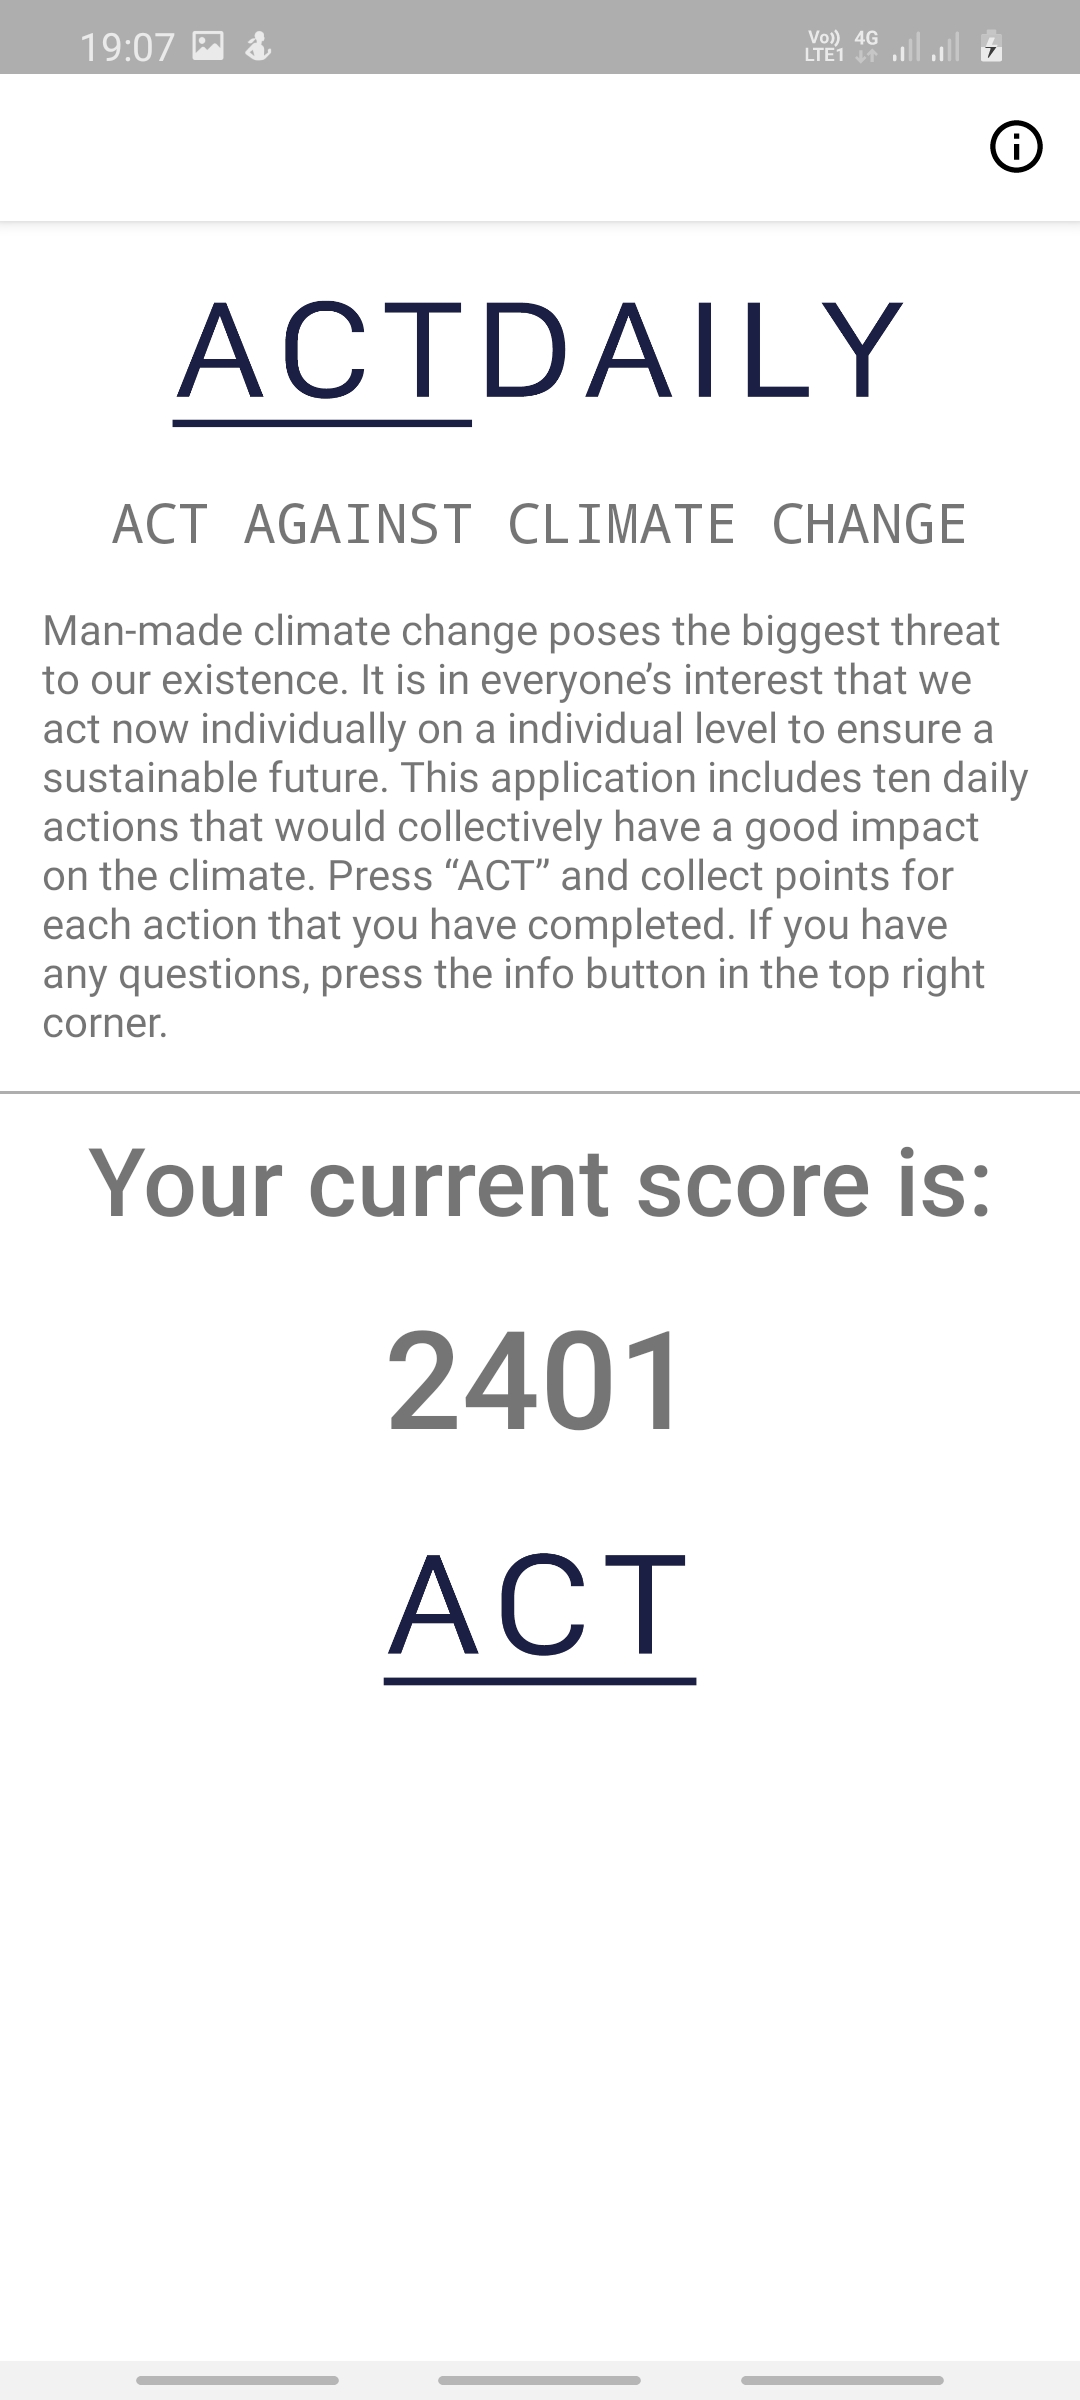 19:07
Vo)) 4G
LTE1
ACTDAILY
ACT AGAINST CLIMATE CHANGE
Man-made climate change poses the biggest threat
to our existence. It is in everyone’s interest that we
act now individually on a individual level to ensure a
sustainable future. This application includes ten daily
actions that would collectively have a good impact
on the climate. Press “ACT” and collect points for
each action that you have completed. If you have
any questions, press the info button in the top right
corner.
Your current score is:
2401
ACT